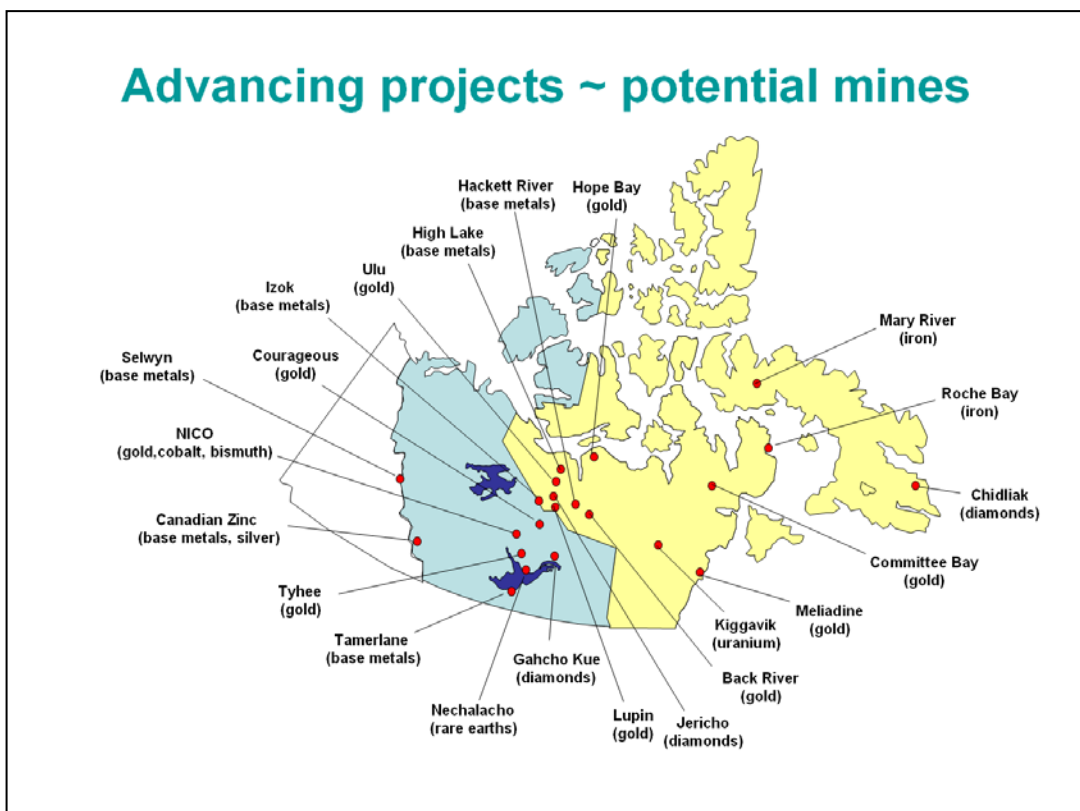 Advancing projects ~ potential mines
Hackett River
(base metals)
Hope Bay
(gold)
High Lake
(base metals)
Ulu
(gold)
Izok
(base metals)
Courageous
(gold)
Selwyn
(base metals)
NICO
(gold,cobalt, bismuth)
Canadian Zinc
(base metals, silver)
Tyhee
(gold)
Tamerlane
(base metals)
Nechalacho
(rare earths)
Gahcho Kue
(diamonds)
Lupin
(gold)
Jericho
(diamonds)
Back River
(gold)
Kiggavik
(uranium)
Meliadine
(gold)
Committee Bay
(gold)
Chidliak
(diamonds)
Roche Bay
(iron)
Mary River
(iron)